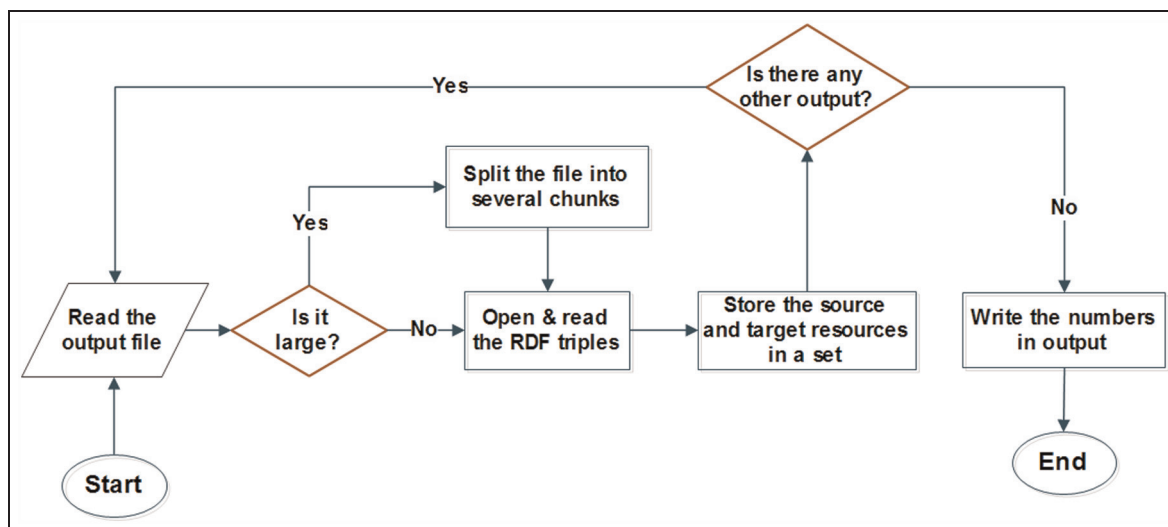 Is there any
other output?
Yes
Split the file into
several chunks
Yes
No
Read the
output file
Is it
large?
No
Open & read
the RDF triples
Store the source
and target resources
in a set
Write the numbers
in output
Start
End